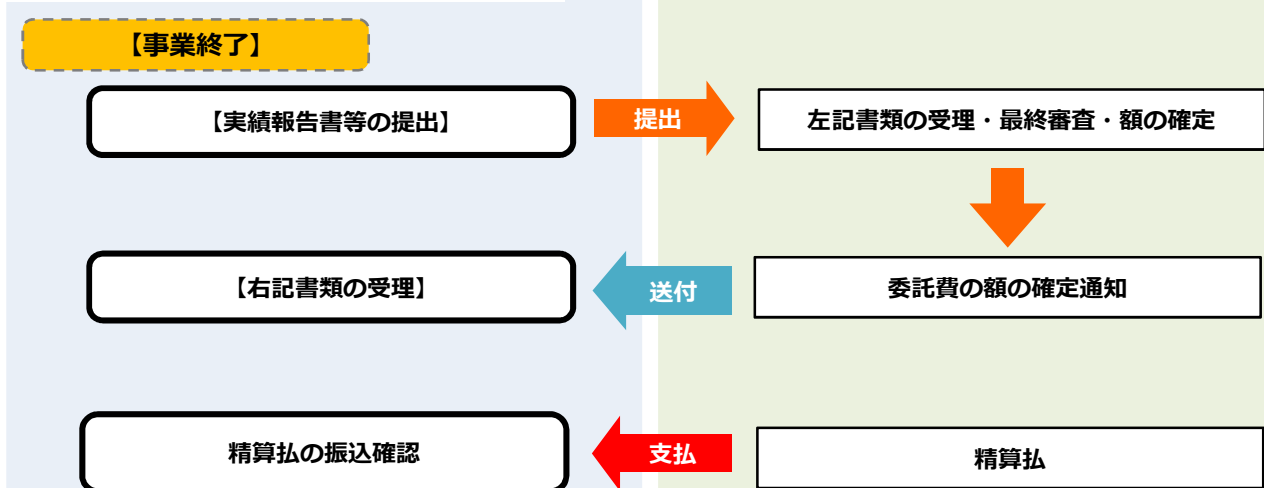 【事業終了】
【実績報告書等の提出】
提出
左記書類の受理・最終審査・額の確定
【右記書類の受理】
送付
委託費の額の確定通知
精算払の振込確認
支払
精算払